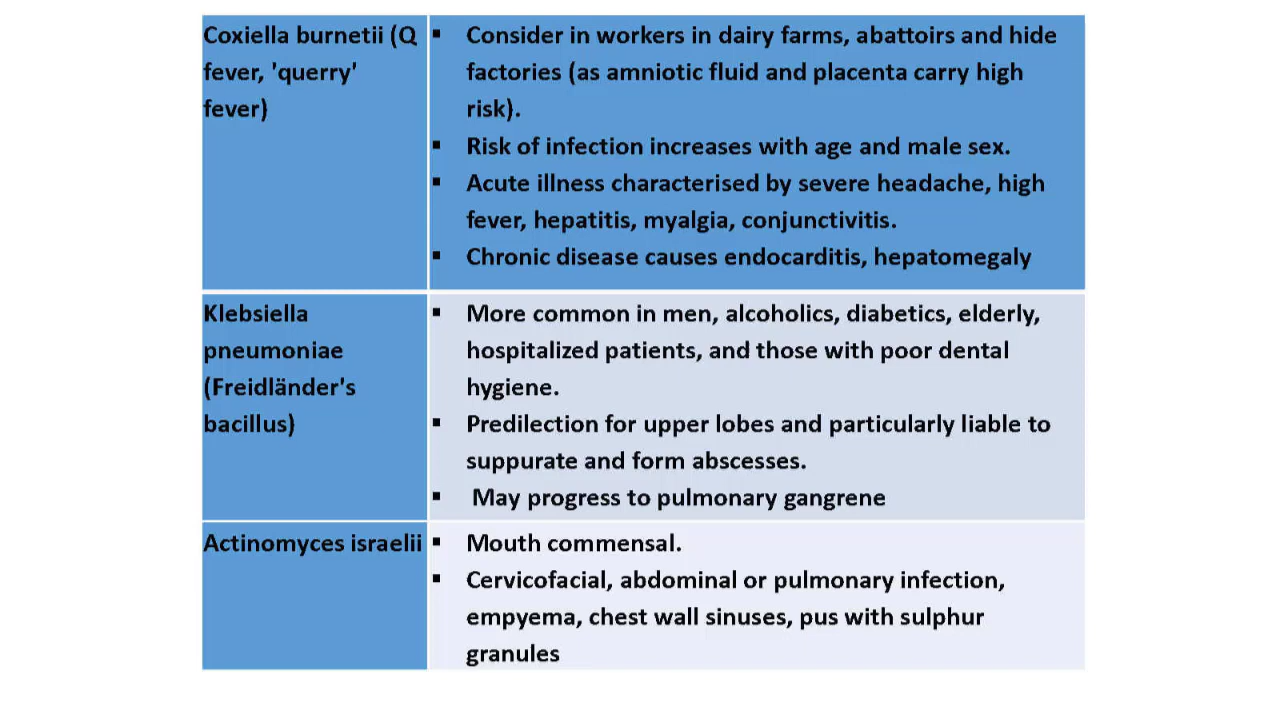 Coxiella burnetii (Q
fever, 'querry'
fever)
▪ Consider in workers in dairy farms, abattoirs and hide
factories (as amniotic fluid and placenta carry high
risk).
▪ Risk of infection increases with age and male sex.
▪ Acute illness characterised by severe headache, high
fever, hepatitis, myalgia, conjunctivitis.
▪ Chronic disease causes endocarditis, hepatomegaly
Klebsiella
pneumoniae
(Freidländer's
bacillus)
▪ More common in men, alcoholics, diabetics, elderly,
hospitalized patients, and those with poor dental
hygiene.
▪ Predilection for upper lobes and particularly liable to
suppurate and form abscesses.
▪ May progress to pulmonary gangrene
Actinomyces israelii
▪ Mouth commensal.
▪ Cervicofacial, abdominal or pulmonary infection,
empyema, chest wall sinuses, pus with sulphur
granules